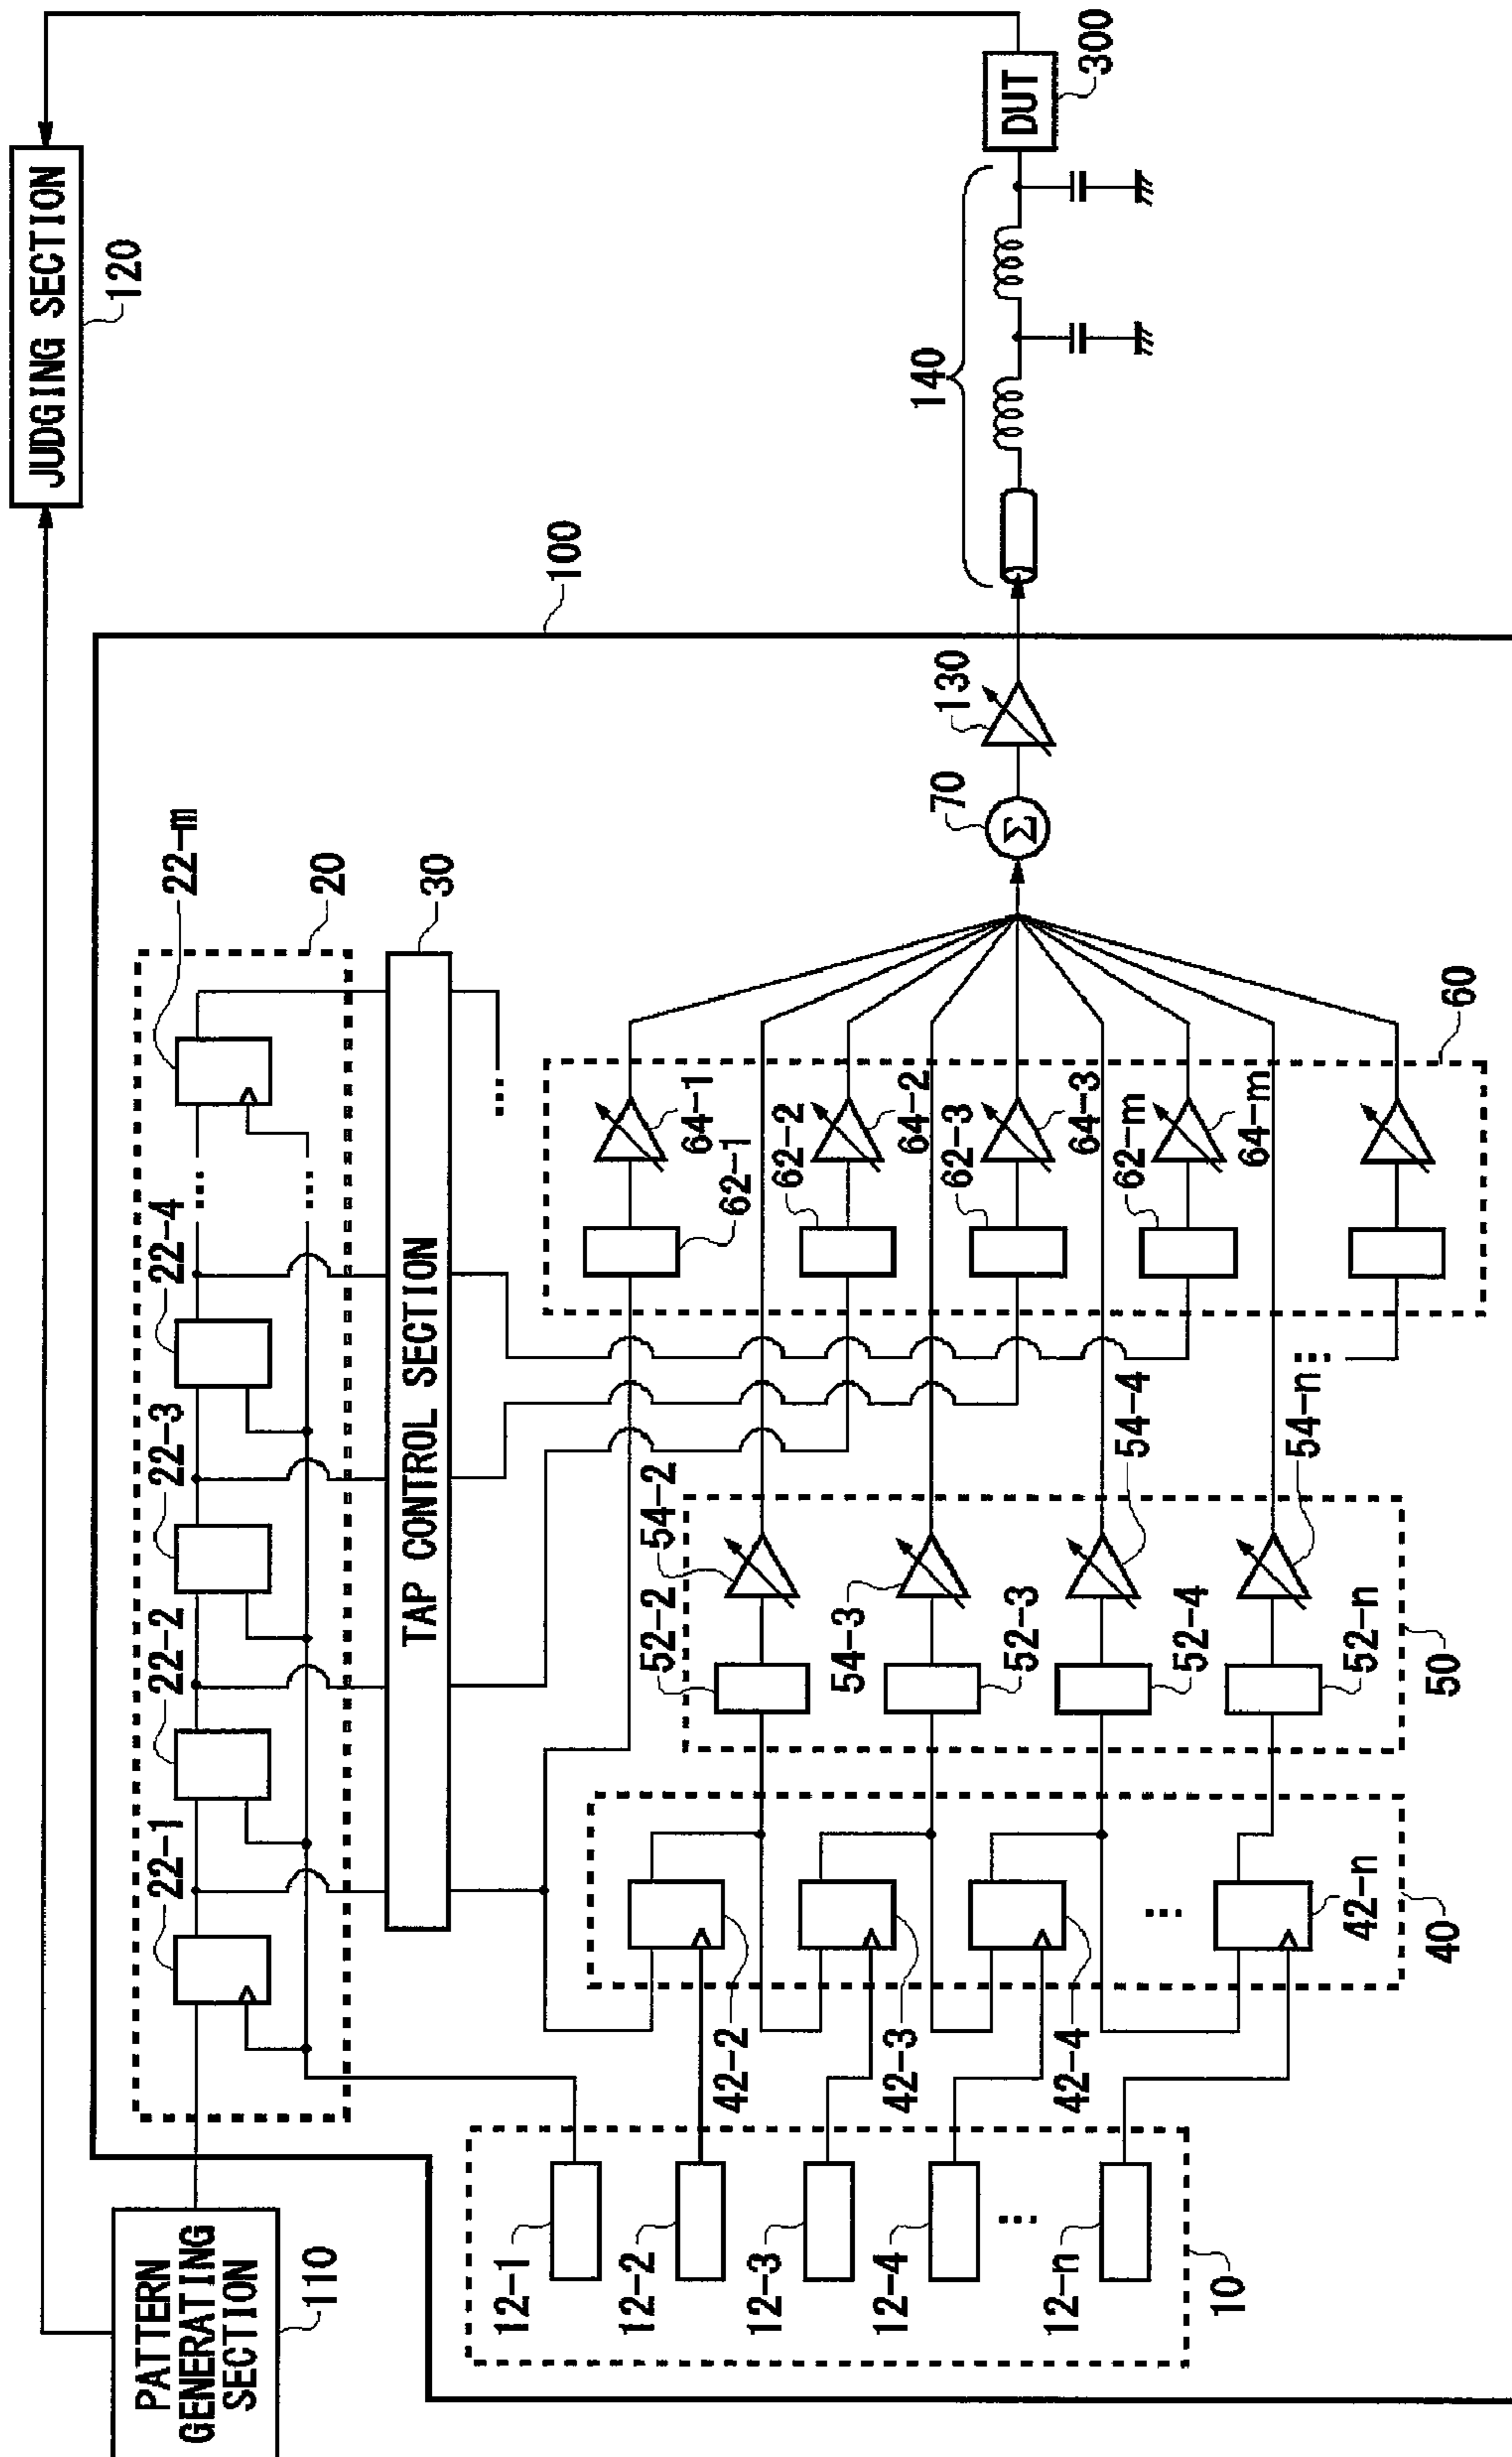 PATTERN
GENERATING
SECTION
110
JUDGING SECTION
120
100
22-1
22-2
22-3
22-4
22-m
20
TAP CONTROL SECTION
30
12-1
12-2
12-3
12-4
12-n
10
42-2
42-3
42-4
42-n
40
52-2
54-2
54-3
52-3
54-4
52-4
54-n
52-n
50
62-1
64-1
62-2
64-2
62-3
64-3
62-m
64-m
60
Σ
70
130
140
DUT
300